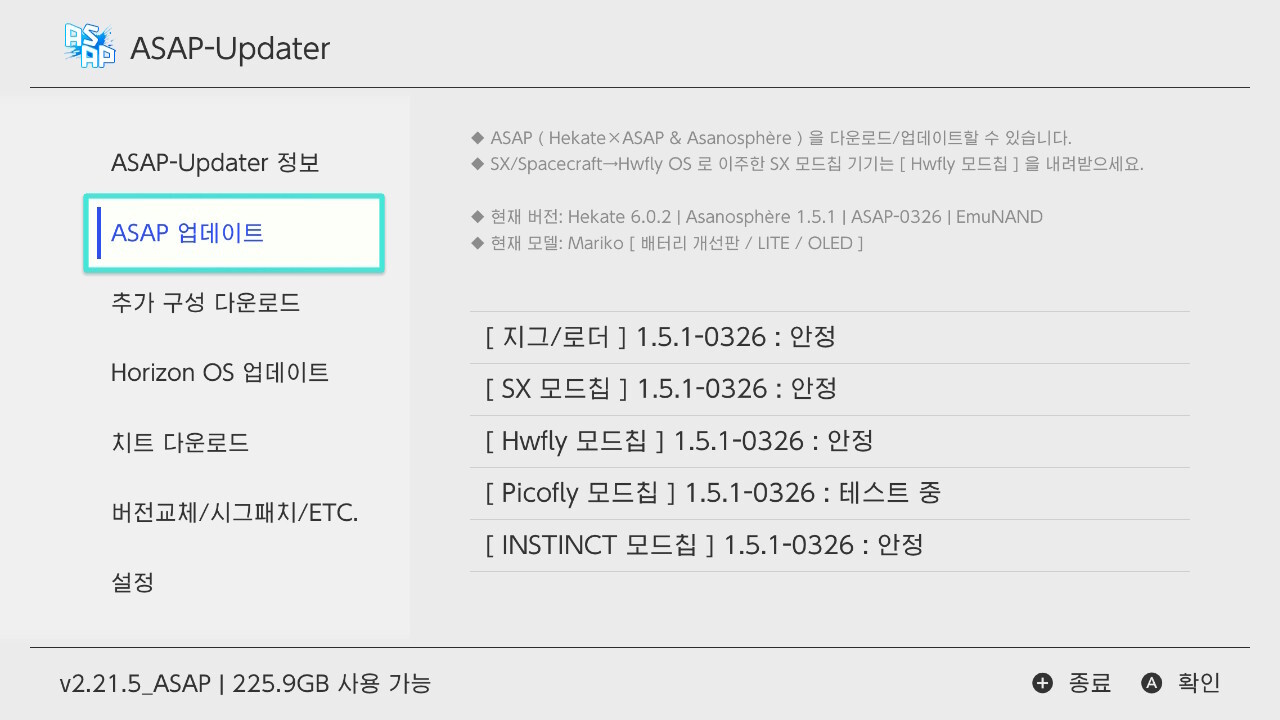 ASAP
ASAP-Updater
ASAP-Updater 정보
ASAP 업데이트
추가 구성 다운로드
Horizon OS 업데이트
치트 다운로드
버전교체/시그패치/ETC.
설정
◆ ASAP ( Hekate×ASAP & Asanosphère ) 을 다운로드/업데이트할 수 있습니다.
◆ SX/Spacecraft→Hwfly OS 로 이주한 SX 모드칩 기기는 [ Hwfly 모드칩 ] 을 내려받으세요.
◆ 현재 버전: Hekate 6.0.2 | Asanosphère 1.5.1 | ASAP-0326 | EmuNAND
◆ 현재 모델: Mariko [ 배터리 개선판 / LITE / OLED ]
[ 지그/로더 ] 1.5.1-0326 : 안정
[ SX 모드칩 ] 1.5.1-0326 : 안정
[ Hwfly 모드칩 ] 1.5.1-0326 : 안정
[ Picofly 모드칩 ] 1.5.1-0326 : 테스트 중
[ INSTINCT 모드칩 ] 1.5.1-0326 : 안정
v2.21.5_ASAP | 225.9GB 사용 가능
+ 종료 A 확인